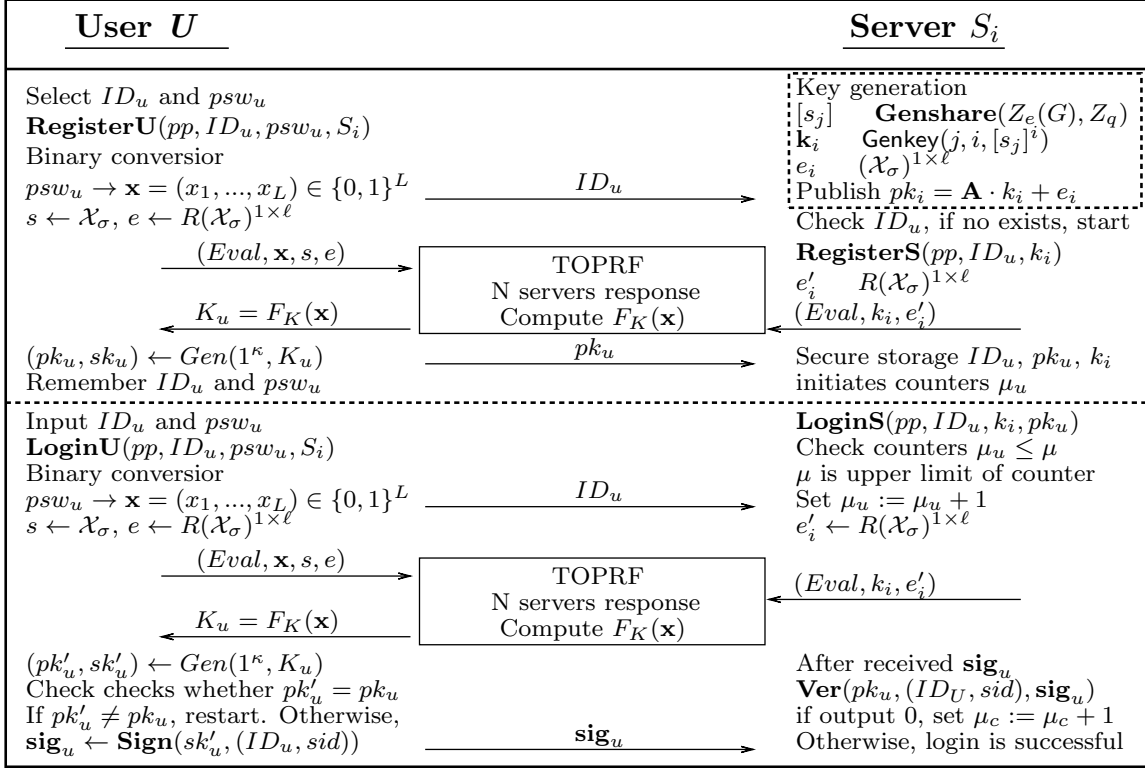 User U
Server S_i
Select ID_u and psw_u
RegisterU(pp, ID_u, psw_u, S_i)
Binary conversior
psw_u → x = (x_1, ..., x_L) ∈ {0, 1}^L
s ← X_σ, e ← R(X_σ)^{1×ℓ}
ID_u
Key generation
[s_j] Genshare(Z_e(G), Z_q)
k_i Genkey(j, i, [s_j]^i)
e_i (X_σ)^{1×ℓ}
Publish pk_i = A · k_i + e_i
Check ID_u, if no exists, start
RegisterS(pp, ID_u, k_i)
e'_i R(X_σ)^{1×ℓ}
(Eval, x, s, e)
TOPRF
N servers response
Compute F_K(x)
K_u = F_K(x)
(Eval, k_i, e'_i)
(pk_u, sk_u) ← Gen(1^κ, K_u)
Remember ID_u and psw_u
pk_u
Secure storage ID_u, pk_u, k_i
initiates counters μ_u
Input ID_u and psw_u
LoginU(pp, ID_u, psw_u, S_i)
Binary conversior
psw_u → x = (x_1, ..., x_L) ∈ {0, 1}^L
s ← X_σ, e ← R(X_σ)^{1×ℓ}
ID_u
LoginS(pp, ID_u, k_i, pk_u)
Check counters μ_u ≤ μ
μ is upper limit of counter
Set μ_u := μ_u + 1
e'_i ← R(X_σ)^{1×ℓ}
(Eval, x, s, e)
TOPRF
N servers response
Compute F_K(x)
(Eval, k_i, e'_i)
K_u = F_K(x)
(pk'_u, sk'_u) ← Gen(1^κ, K_u)
Check checks whether pk'_u = pk_u
If pk'_u ≠ pk_u, restart. Otherwise,
sig_u ← Sign(sk'_u, (ID_u, sid))
sig_u
After received sig_u
Ver(pk_u, (ID_U, sid), sig_u)
if output 0, set μ_c := μ_c + 1
Otherwise, login is successful